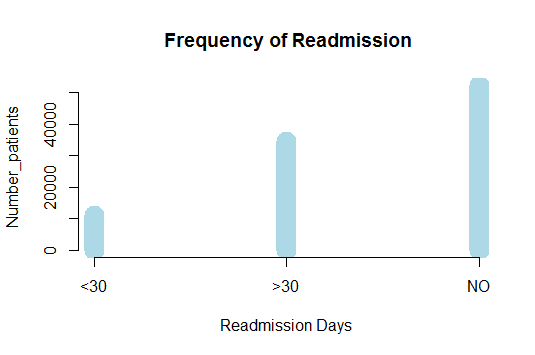 Frequency of Readmission
Number_patients
40000
20000
0
<30
>30
NO
Readmission Days